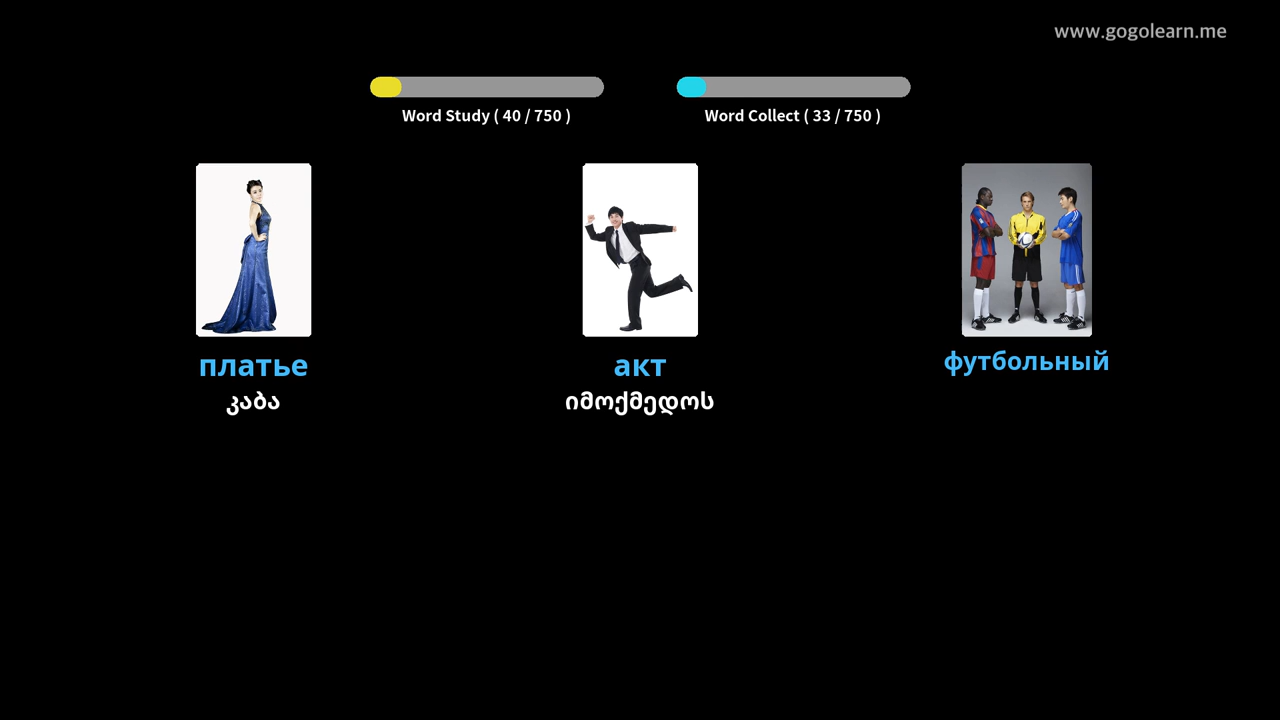 www.gogolearn.me
Word Study ( 40 / 750 )
Word Collect ( 33 / 750 )
платье
акт
футбольный
კაბა
იმოქმედოს